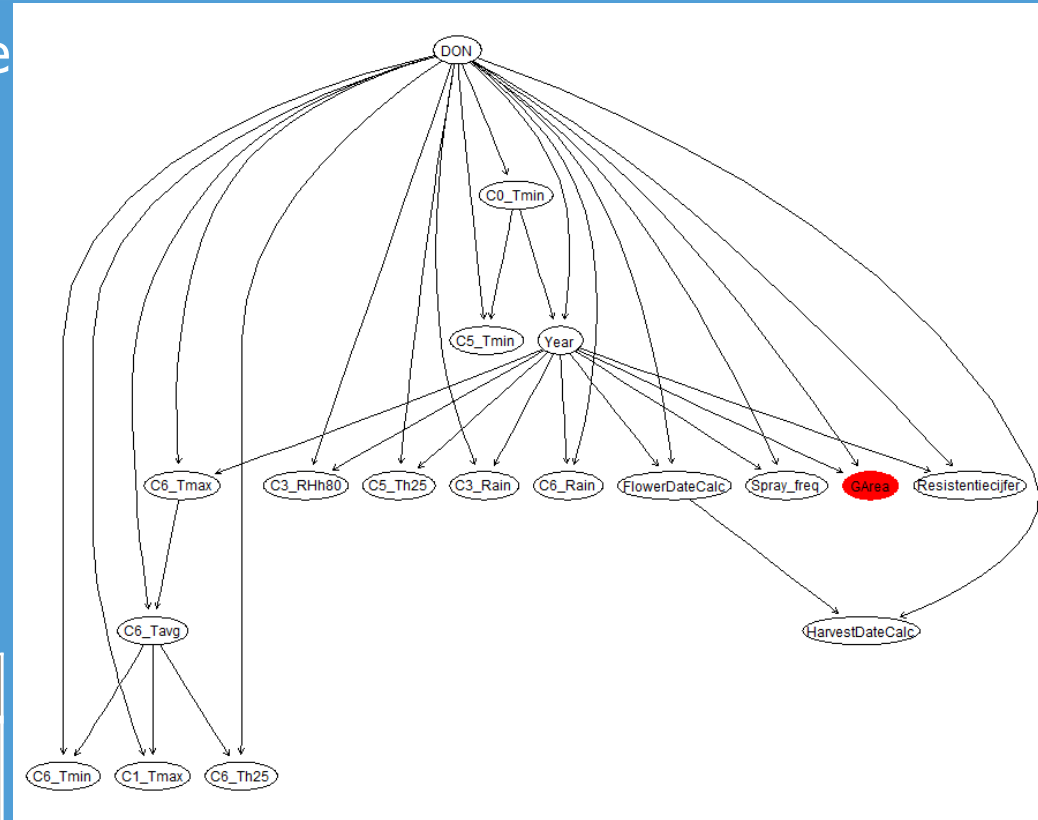 e
DON
C0_Tmin
C5_Tmin Year
C6_Tmax C3_RHh80 C5_Th25 C3_Rain C6_Rain FlowerDateCalc Spray_freq GArea Resistentiecijfer
C6_Tavg HarvestDateCalc
C6_Tmin C1_Tmax C6_Th25